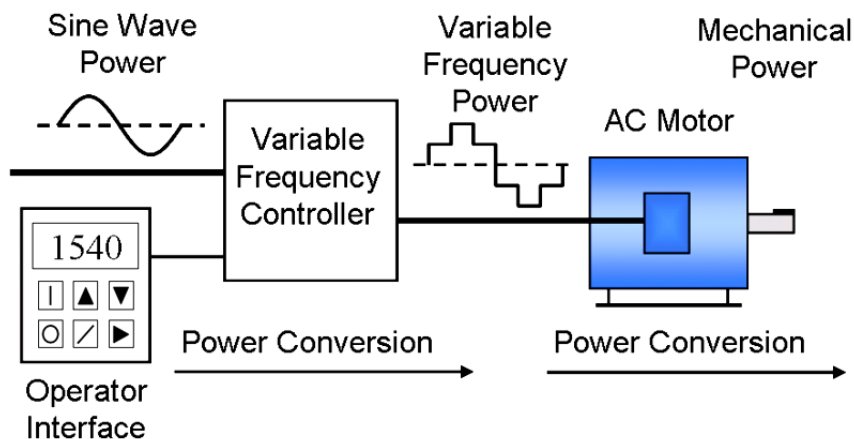 Sine Wave
Power
Variable
Frequency
Power
Mechanical
Power
AC Motor
Variable
Frequency
Controller
1540
Power Conversion
Power Conversion
Operator
Interface